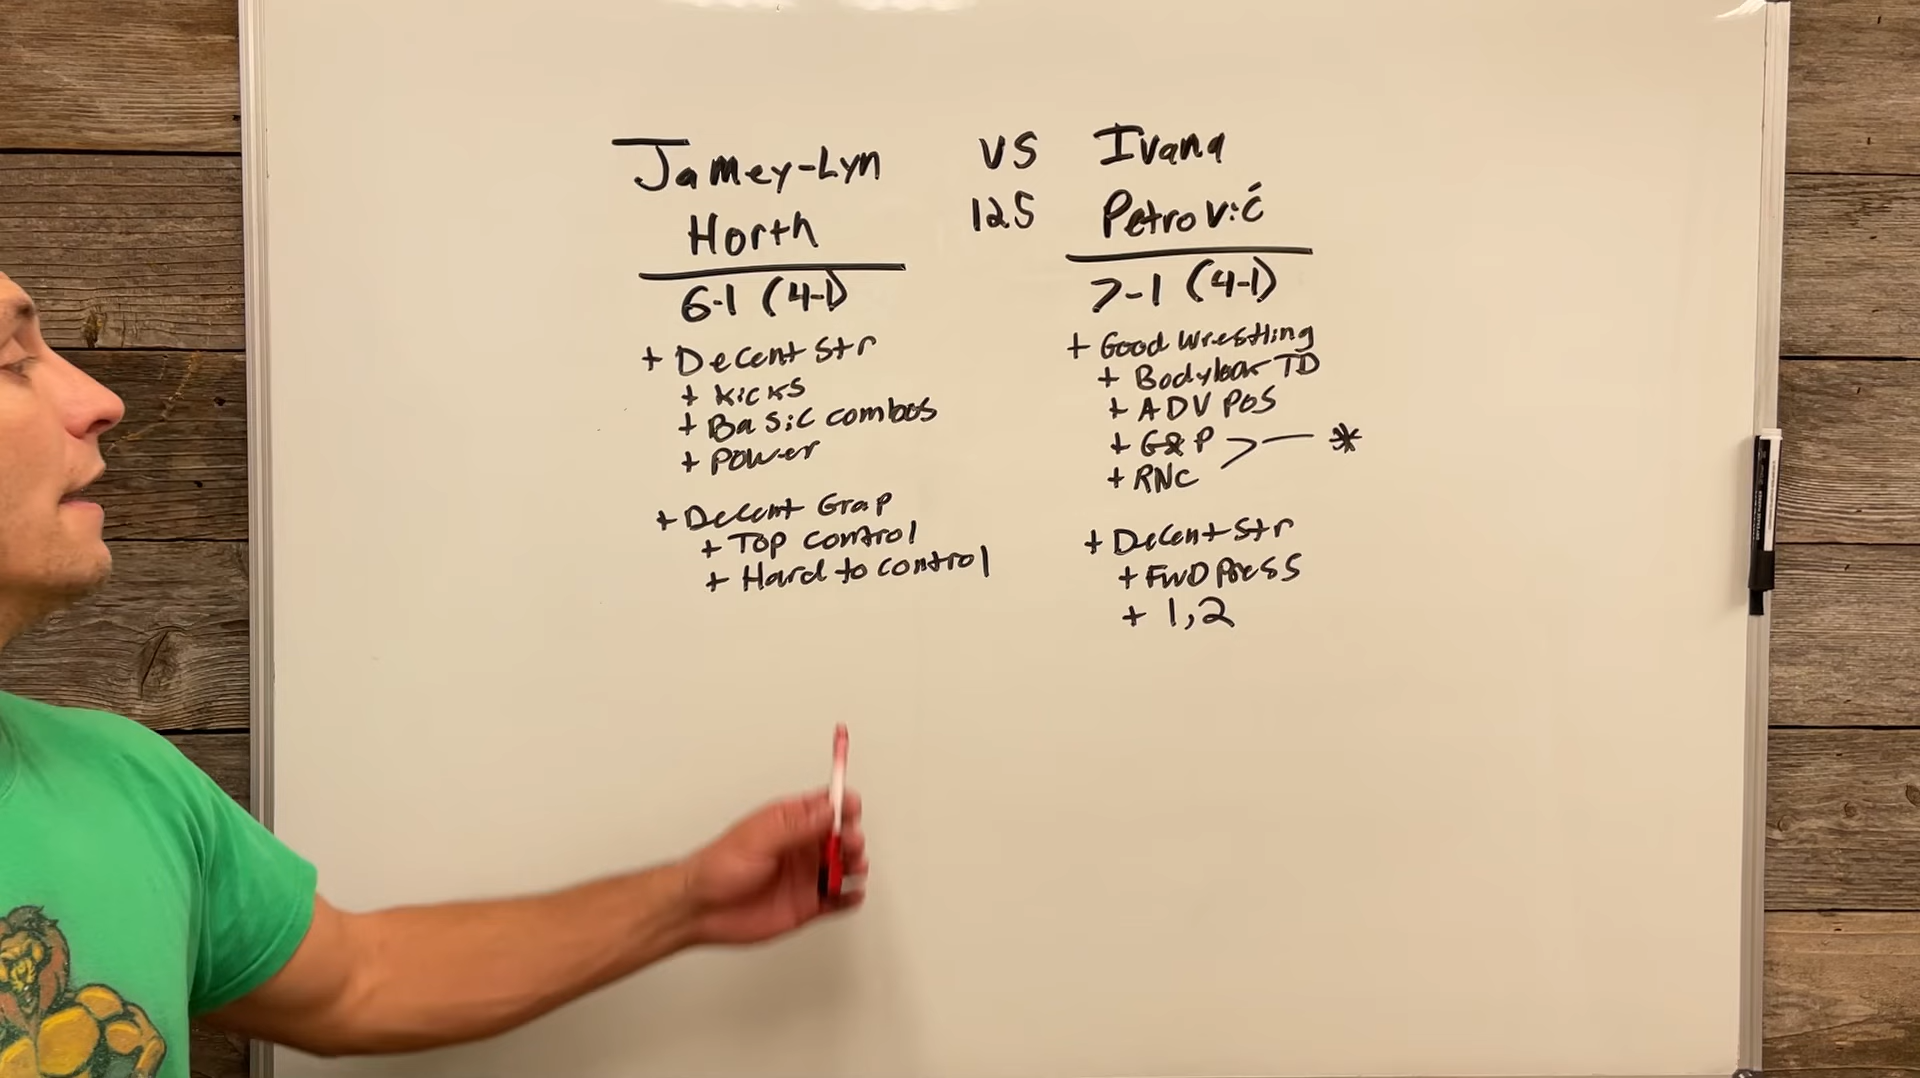 Jamey-Lyn
Horth
6-1 (4-1)
+ Decent Str
+ Kicks
+ Basic combos
+ Power
+ Decent Grap
+ Top control
+ Hard to control
VS
125
Ivana
Petrović
7-1 (4-1)
+ Good Wrestling
+ Bodylock TD
+ ADV POS
+ G&P > — *
+ RNC
+ Decent Str
+ FWD Press
+ 1,2